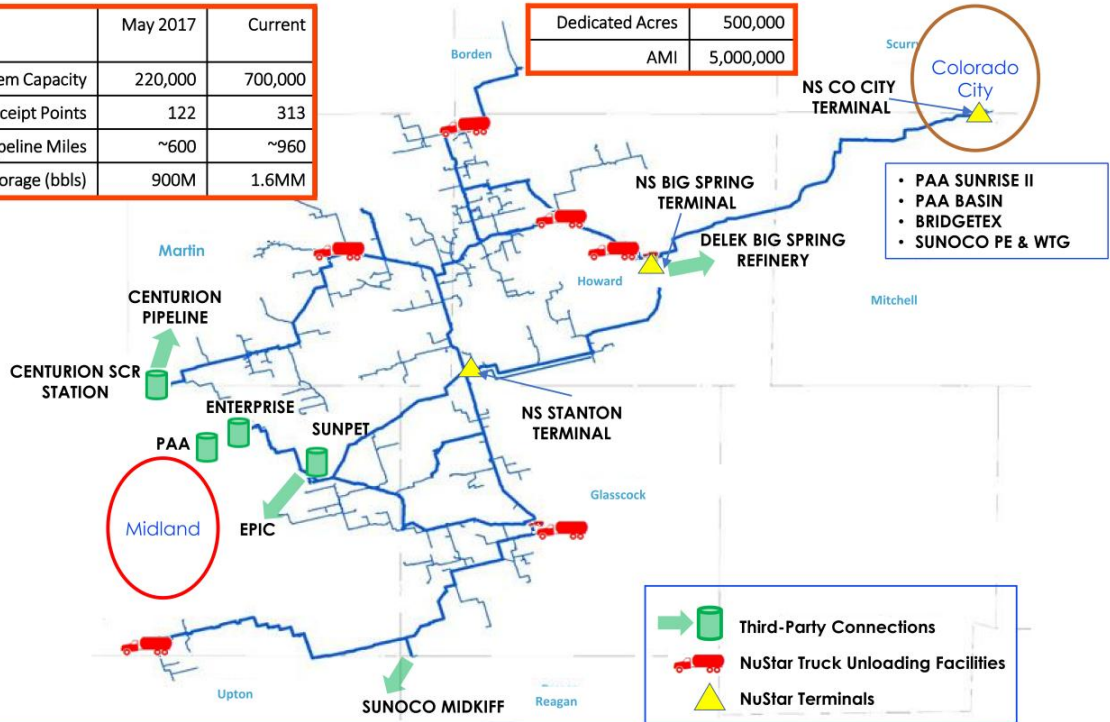 May 2017 Current
em Capacity 220,000 700,000
ceipt Points 122 313
peline Miles ~600 ~960
orage (bbls) 900M 1.6MM
Dedicated Acres 500,000
AMI 5,000,000
Borden
Scurry
Colorado
City
NS CO CITY
TERMINAL
• PAA SUNRISE II
• PAA BASIN
• BRIDGETEX
• SUNOCO PE & WTG
NS BIG SPRING
TERMINAL
DELEK BIG SPRING
REFINERY
Martin
Howard
Mitchell
CENTURION
PIPELINE
CENTURION SCR
STATION
ENTERPRISE
PAA
SUNPET
NS STANTON
TERMINAL
Midland
EPIC
Glasscock
Upton
SUNOCO MIDKIFF
Reagan
Third-Party Connections
NuStar Truck Unloading Facilities
NuStar Terminals